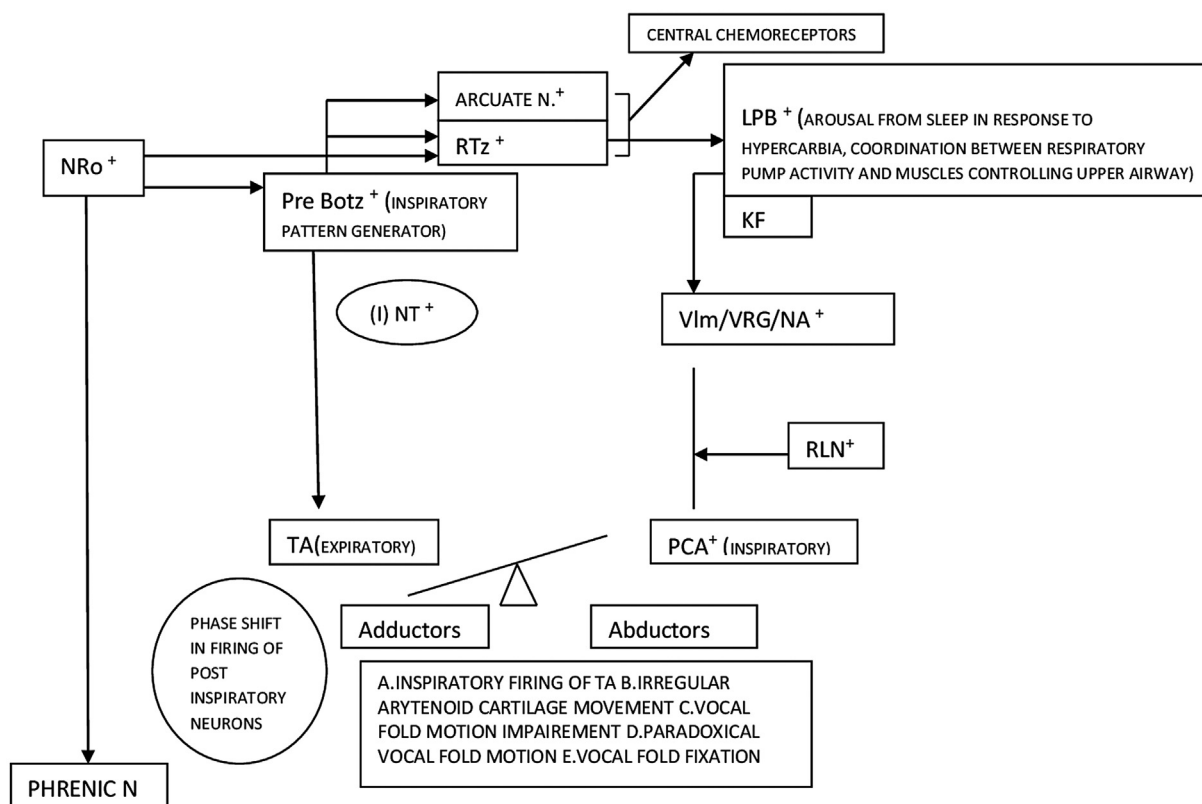 CENTRAL CHEMORECEPTORS
ARCUATE N.+
RTz +
LPB + (AROUSAL FROM SLEEP IN RESPONSE TO
HYPERCARBIA, COORDINATION BETWEEN RESPIRATORY
PUMP ACTIVITY AND MUSCLES CONTROLLING UPPER AIRWAY)
KF
NRo +
Pre Botz + (INSPIRATORY
PATTERN GENERATOR)
(I) NT +
Vlm/VRG/NA +
RLN+
TA(EXPIRATORY)
PCA+ (INSPIRATORY)
Adductors
Abductors
PHASE SHIFT
IN FIRING OF
POST
INSPIRATORY
NEURONS
A.INSPIRATORY FIRING OF TA B.IRREGULAR
ARYTENOID CARTILAGE MOVEMENT C.VOCAL
FOLD MOTION IMPAIREMENT D.PARADOXICAL
VOCAL FOLD MOTION E.VOCAL FOLD FIXATION
PHRENIC N